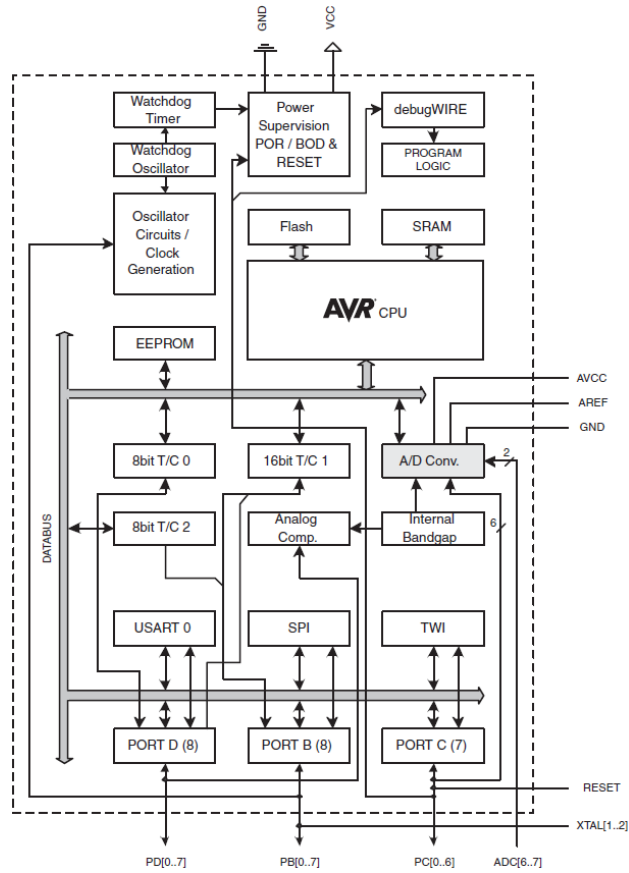 GND
VCC
Watchdog
Timer
Power
Supervision
POR / BOD &
RESET
debugWIRE
Watchdog
Oscillator
PROGRAM
LOGIC
Oscillator
Circuits /
Clock
Generation
Flash
SRAM
AVR CPU
EEPROM
AVCC
AREF
GND
8bit T/C 0
16bit T/C 1
A/D Conv.
2
DATABUS
8bit T/C 2
Analog
Comp.
Internal
Bandgap
6
USART 0
SPI
TWI
PORT D (8)
PORT B (8)
PORT C (7)
RESET
XTAL[1..2]
PD[0..7]
PB[0..7]
PC[0..6]
ADC[6..7]